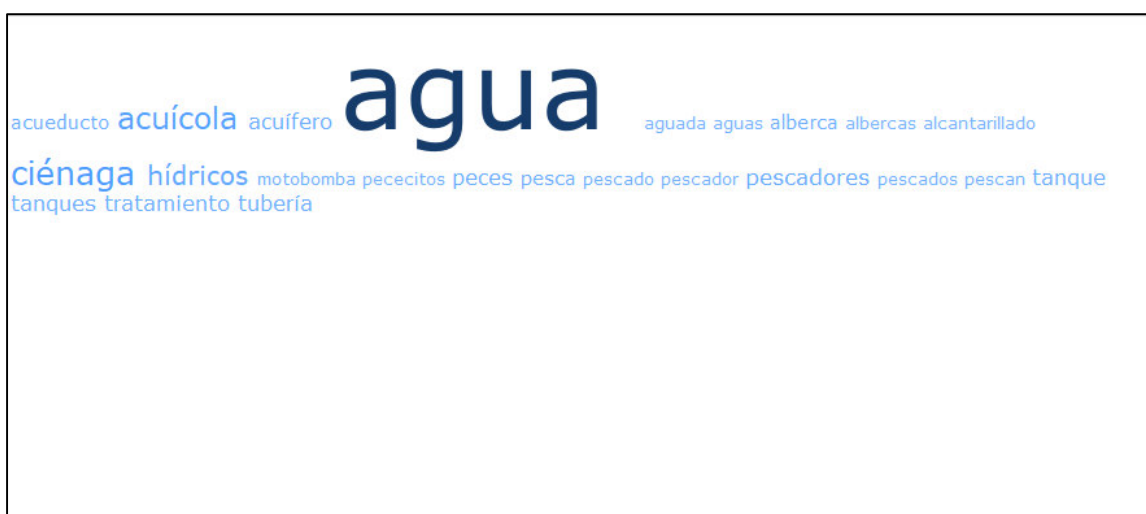 acueducto acuícola acuífero agua aguada aguas alberca albercas alcantarillado
ciénaga hídricos motobomba pececitos peces pesca pescado pescador pescadores pescados pescan tanque
tanques tratamiento tubería